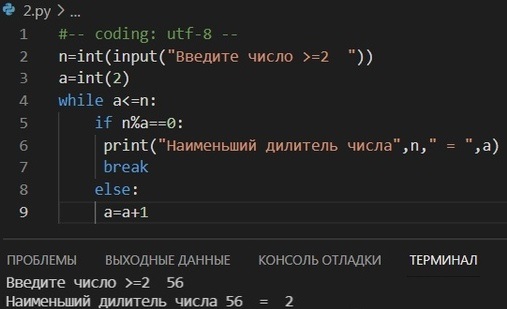 2.py > ...
1 #-- coding: utf-8 --
2 n=int(input("Введите число >=2  "))
3 a=int(2)
4 while a<=n:
5     if n%a==0:
6      print("Наименьший дилитель числа",n," = ",a)
7      break
8     else:
9      a=a+1
ПРОБЛЕМЫ ВЫХОДНЫЕ ДАННЫЕ КОНСОЛЬ ОТЛАДКИ ТЕРМИНАЛ
Введите число >=2  56
Наименьший дилитель числа 56  =  2